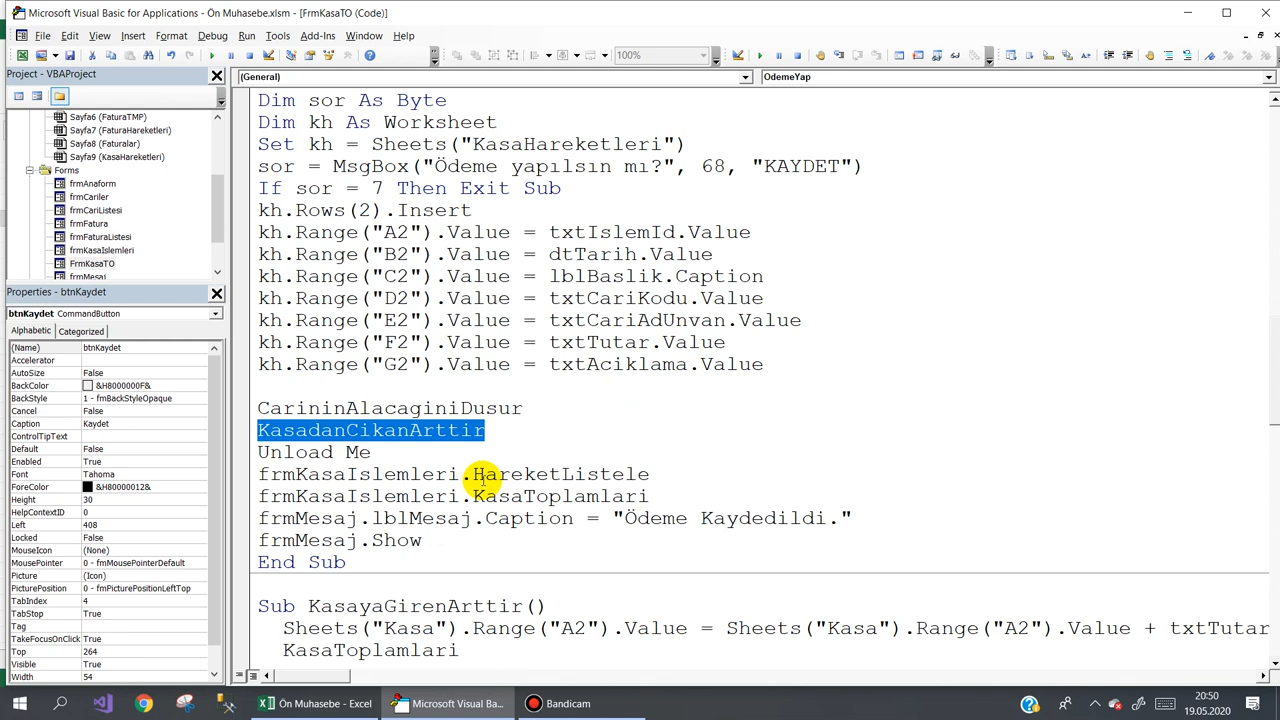 Microsoft Visual Basic for Applications - Ön Muhasebe.xlsm - [FrmKasaTO (Code)]
File Edit View Insert Format Debug Run Tools Add-Ins Window Help
100%
Project - VBAProject
(General)
OdemeYap
Sayfa6 (FaturaTMP)
Sayfa7 (FaturaHareketleri)
Sayfa8 (Faturalar)
Sayfa9 (KasaHareketleri)
Forms
frmAnaform
frmCariler
frmCariListesi
frmFatura
frmFaturaListesi
frmKasaIslemleri
FrmKasaTO
frmMesaj
Properties - btnKaydet
btnKaydet CommandButton
Alphabetic Categorized
(Name) btnKaydet
Accelerator
AutoSize False
BackColor &H8000000F&
BackStyle 1 - fmBackStyleOpaque
Cancel False
Caption Kaydet
ControlTipText
Default False
Enabled True
Font Tahoma
ForeColor &H80000012&
Height 30
HelpContextID 0
Left 408
Locked False
MouseIcon (None)
MousePointer 0 - fmMousePointerDefault
Picture (Icon)
PicturePosition 0 - fmPicturePositionLeftTop
TabIndex 4
TabStop True
Tag
TakeFocusOnClick True
Top 264
Visible True
Width 54
Dim sor As Byte
Dim kh As Worksheet
Set kh = Sheets("KasaHareketleri")
sor = MsgBox("Ödeme yapılsın mı?", 68, "KAYDET")
If sor = 7 Then Exit Sub
kh.Rows(2).Insert
kh.Range("A2").Value = txtIslemId.Value
kh.Range("B2").Value = dtTarih.Value
kh.Range("C2").Value = lblBaslik.Caption
kh.Range("D2").Value = txtCariKodu.Value
kh.Range("E2").Value = txtCariAdUnvan.Value
kh.Range("F2").Value = txtTutar.Value
kh.Range("G2").Value = txtAciklama.Value
CarininAlacaginiDusur
KasadanCikanArttir
Unload Me
frmKasaIslemleri.HareketListele
frmKasaIslemleri.KasaToplamlari
frmMesaj.lblMesaj.Caption = "Ödeme Kaydedildi."
frmMesaj.Show
End Sub
Sub KasayaGirenArttir()
Sheets("Kasa").Range("A2").Value = Sheets("Kasa").Range("A2").Value + txtTutar
KasaToplamlari
Ön Muhasebe - Excel
Microsoft Visual Ba...
Bandicam
20:50
19.05.2020